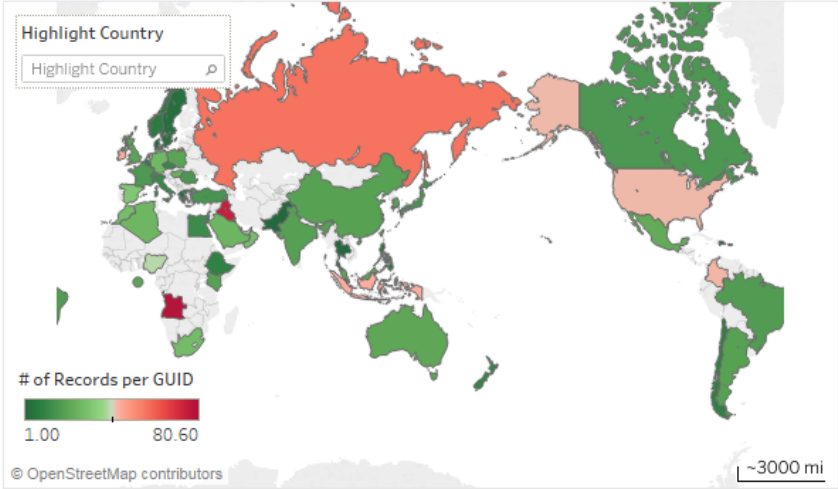 Highlight Country
Highlight Country
# of Records per GUID
1.00 80.60
© OpenStreetMap contributors
~3000 mi